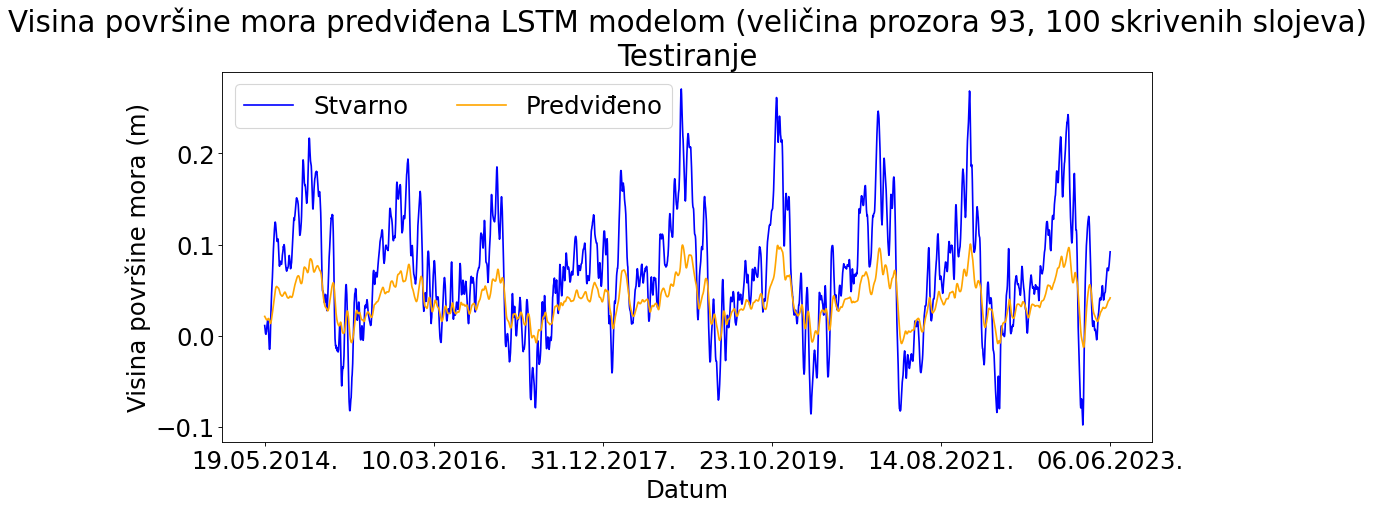 Visina površine mora predviđena LSTM modelom (veličina prozora 93, 100 skrivenih slojeva)
Testiranje
Stvarno
Predviđeno
Visina površine mora (m)
0.2
0.1
0.0
−0.1
19.05.2014.
10.03.2016.
31.12.2017.
23.10.2019.
14.08.2021.
06.06.2023.
Datum